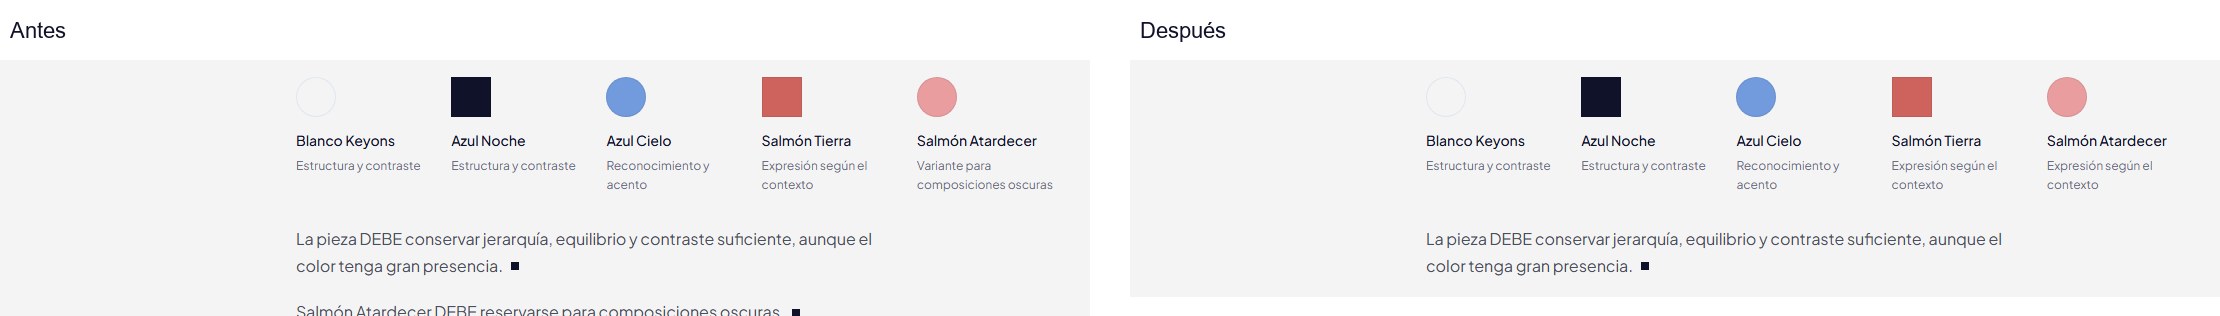 Antes
Blanco Keyons
Estructura y contraste
Azul Noche
Estructura y contraste
Azul Cielo
Reconocimiento y
acento
Salmón Tierra
Expresión según el
contexto
Salmón Atardecer
Variante para
composiciones oscuras
La pieza DEBE conservar jerarquía, equilibrio y contraste suficiente, aunque el
color tenga gran presencia.
Salmón Atardecer DEBE reservarse para composiciones oscuras.
Después
Blanco Keyons
Estructura y contraste
Azul Noche
Estructura y contraste
Azul Cielo
Reconocimiento y
acento
Salmón Tierra
Expresión según el
contexto
Salmón Atardecer
Expresión según el
contexto
La pieza DEBE conservar jerarquía, equilibrio y contraste suficiente, aunque el
color tenga gran presencia.